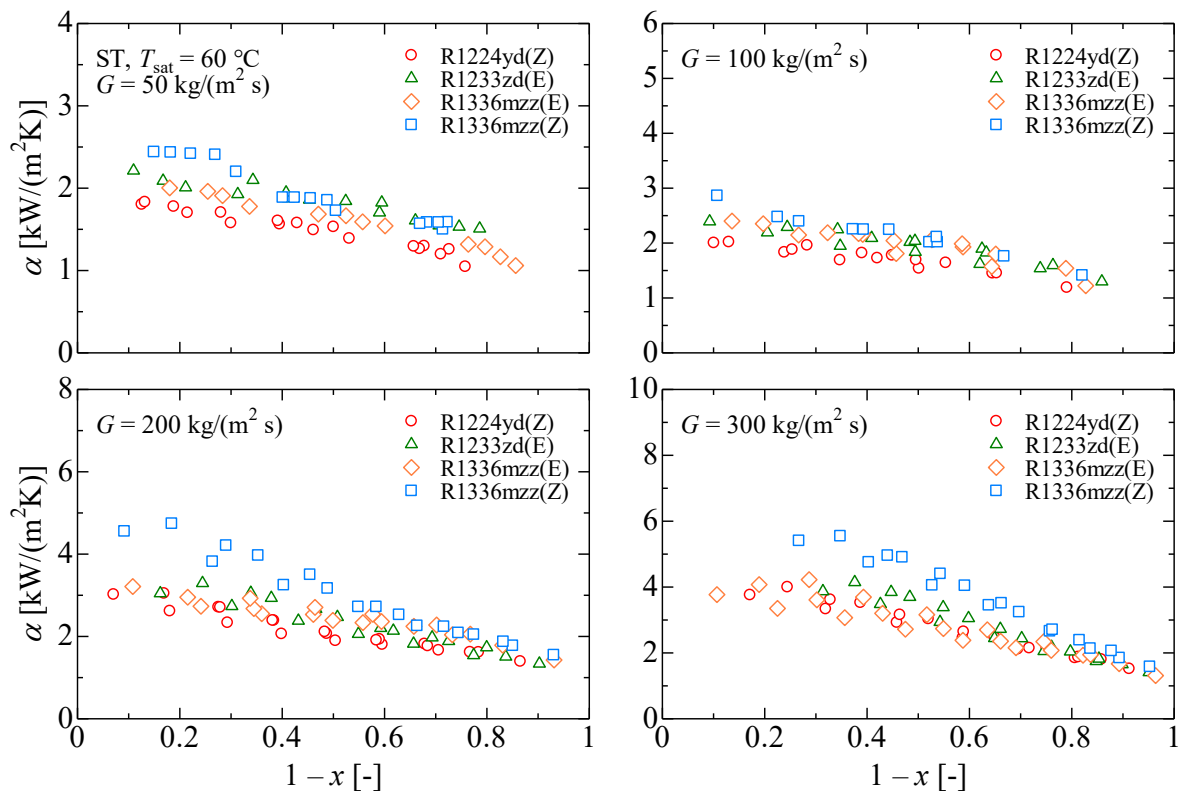 ST, T_sat = 60 °C
G = 50 kg/(m² s)
R1224yd(Z)
R1233zd(E)
R1336mzz(E)
R1336mzz(Z)
α [kW/(m²K)]
4
3
2
1
0
G = 100 kg/(m² s)
R1224yd(Z)
R1233zd(E)
R1336mzz(E)
R1336mzz(Z)
6
5
4
3
2
1
0
G = 200 kg/(m² s)
R1224yd(Z)
R1233zd(E)
R1336mzz(E)
R1336mzz(Z)
α [kW/(m²K)]
8
6
4
2
0
0 0.2 0.4 0.6 0.8 1
1 – x [-]
G = 300 kg/(m² s)
R1224yd(Z)
R1233zd(E)
R1336mzz(E)
R1336mzz(Z)
10
8
6
4
2
0
0 0.2 0.4 0.6 0.8 1
1 – x [-]